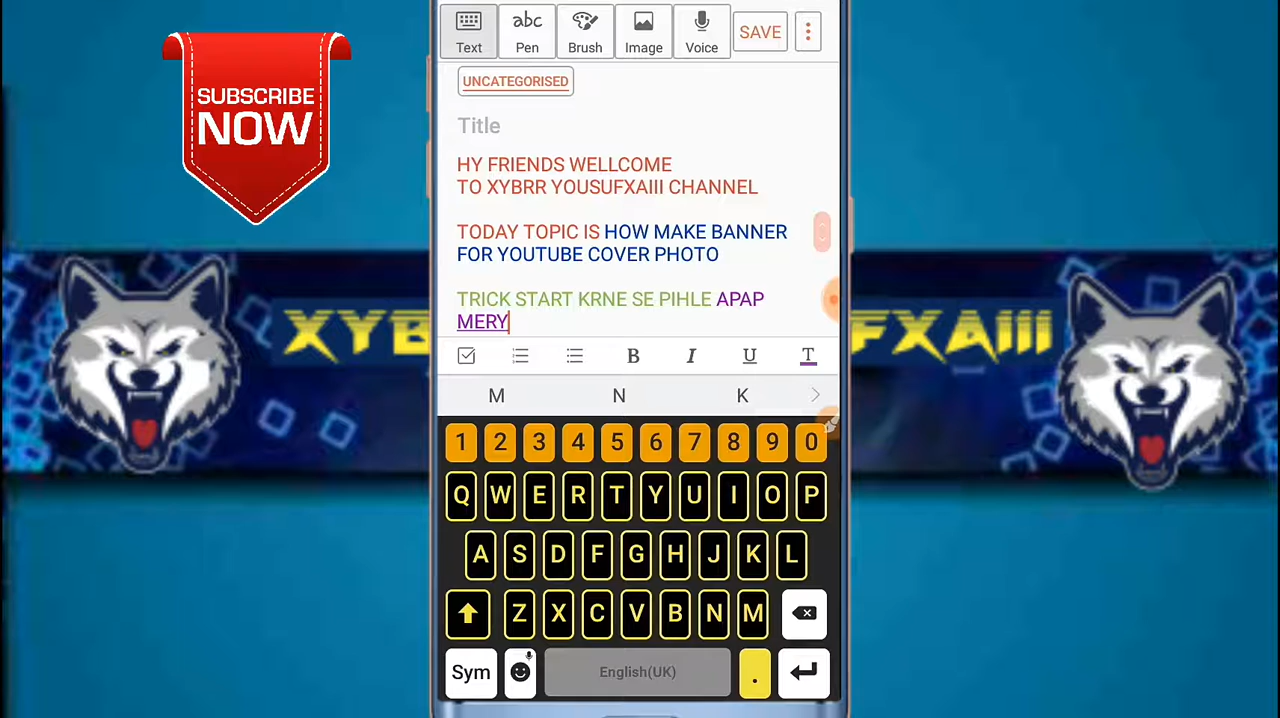 SUBSCRIBE
NOW
Text
Pen
abc
Brush
Image
Voice
SAVE
UNCATEGORISED
Title
HY FRIENDS WELLCOME
TO XYBRR YOUSUFXAIII CHANNEL
TODAY TOPIC IS HOW MAKE BANNER
FOR YOUTUBE COVER PHOTO
TRICK START KRNE SE PIHLE APAP
MERY
B I U T
M N K
1 2 3 4 5 6 7 8 9 0
Q W E R T Y U I O P
A S D F G H J K L
Z X C V B N M
Sym English(UK) .
XYB
FXAIII